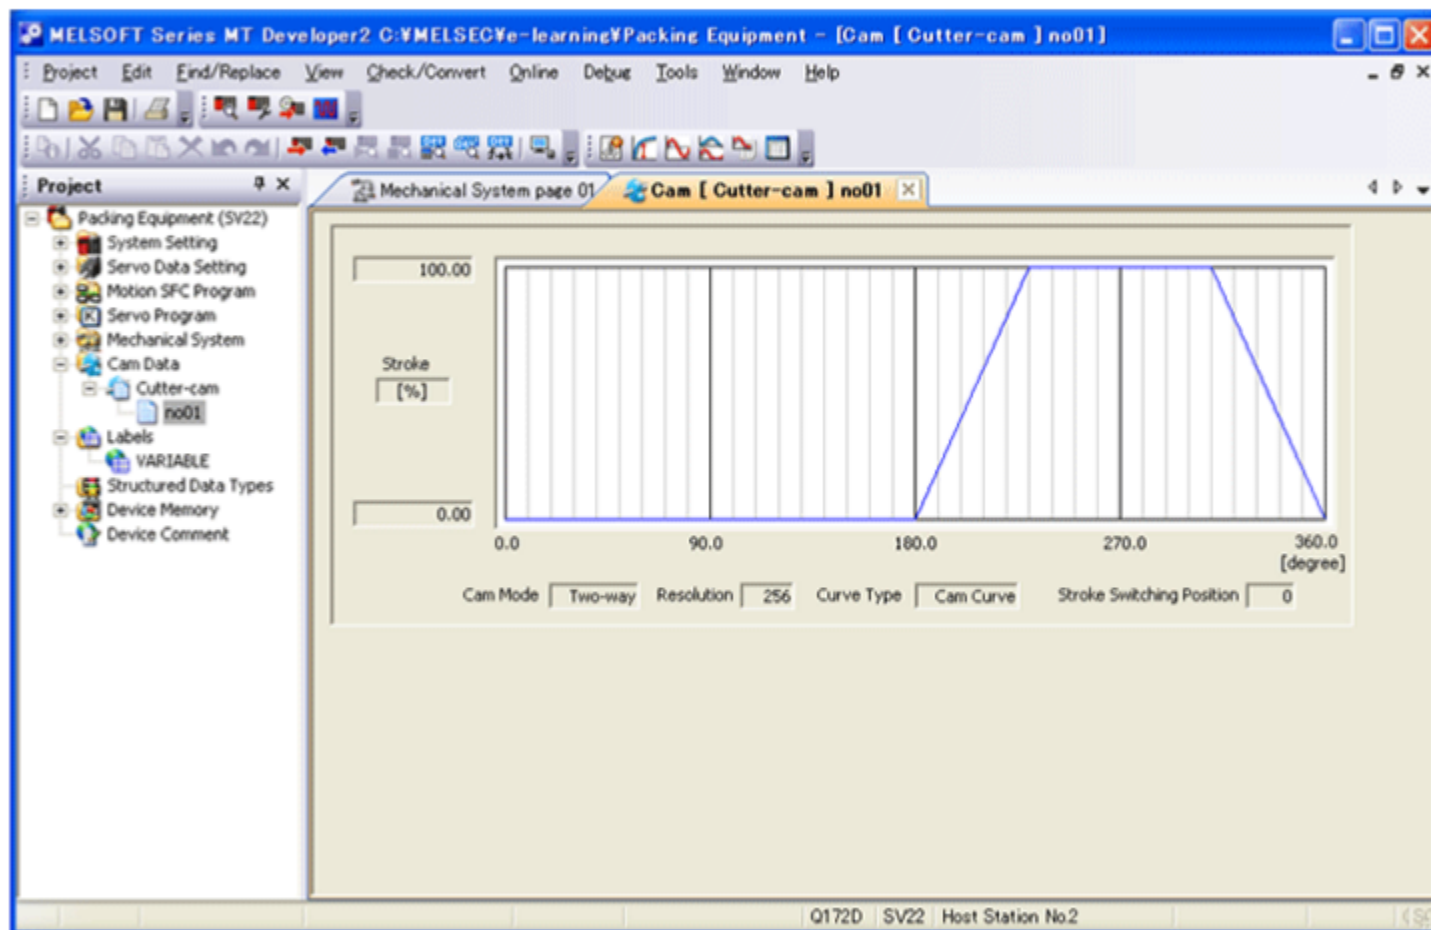 MELSOFT Series MT Developer2 C:¥MELSEC¥e-learning¥Packing Equipment - [Cam [ Cutter-cam ] no01]
Project Edit Find/Replace View Check/Convert Online Debug Tools Window Help
Project
Mechanical System page 01
Cam [ Cutter-cam ] no01
Packing Equipment (SV22)
System Setting
Servo Data Setting
Motion SFC Program
Servo Program
Mechanical System
Cam Data
Cutter-cam
no01
Labels
VARIABLE
Structured Data Types
Device Memory
Device Comment
100.00
Stroke
[%]
0.00
0.0 90.0 180.0 270.0 360.0
[degree]
Cam Mode Two-way Resolution 256 Curve Type Cam Curve Stroke Switching Position 0
Q172D SV22 Host Station No.2